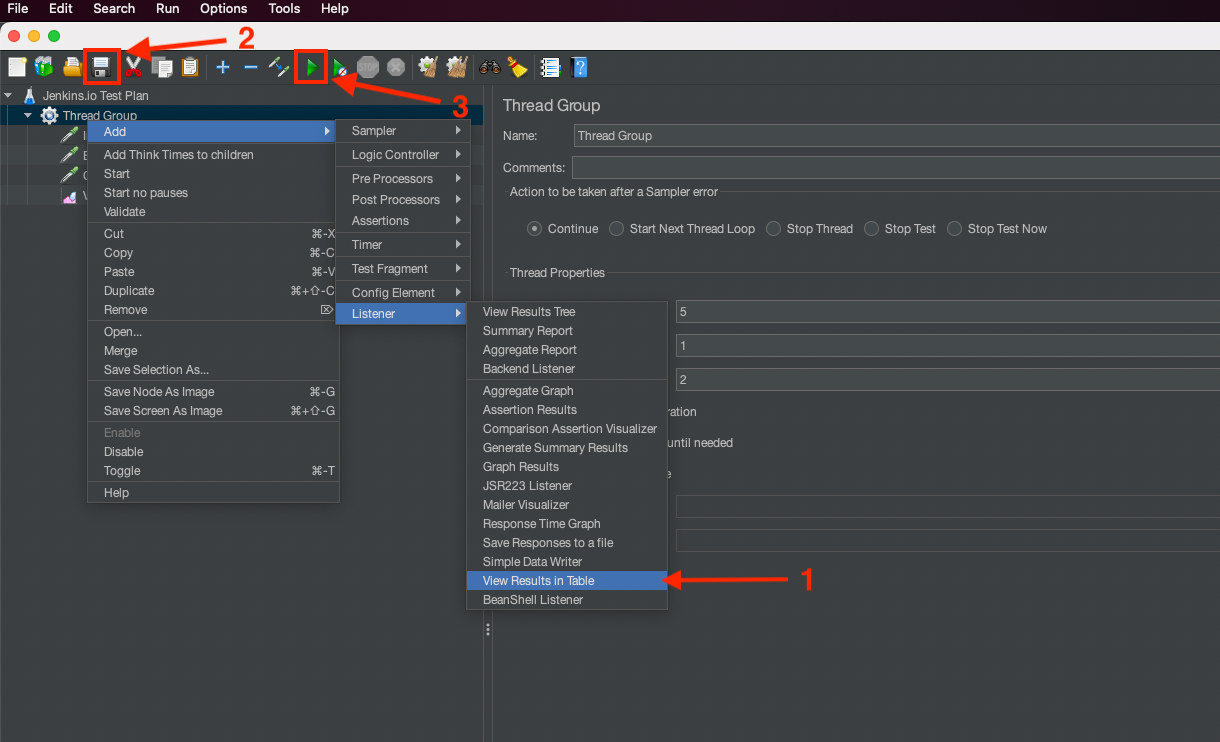 File Edit Search Run Options Tools Help
2
STOP
3
Jenkins.io Test Plan
Thread Group
Add
Add Think Times to children
Start
Start no pauses
Validate
Cut ⌘-X
Copy ⌘-C
Paste ⌘-V
Duplicate ⌘+⇧-C
Remove ⌦
Open...
Merge
Save Selection As...
Save Node As Image ⌘-G
Save Screen As Image ⌘+⇧-G
Enable
Disable
Toggle ⌘-T
Help
Sampler
Logic Controller
Pre Processors
Post Processors
Assertions
Timer
Test Fragment
Config Element
Listener
View Results Tree
Summary Report
Aggregate Report
Backend Listener
Aggregate Graph
Assertion Results
Comparison Assertion Visualizer
Generate Summary Results
Graph Results
JSR223 Listener
Mailer Visualizer
Response Time Graph
Save Responses to a file
Simple Data Writer
View Results in Table
BeanShell Listener
1
Thread Group
Name: Thread Group
Comments:
Action to be taken after a Sampler error
Continue Start Next Thread Loop Stop Thread Stop Test Stop Test Now
Thread Properties
5
1
2
ration
until needed